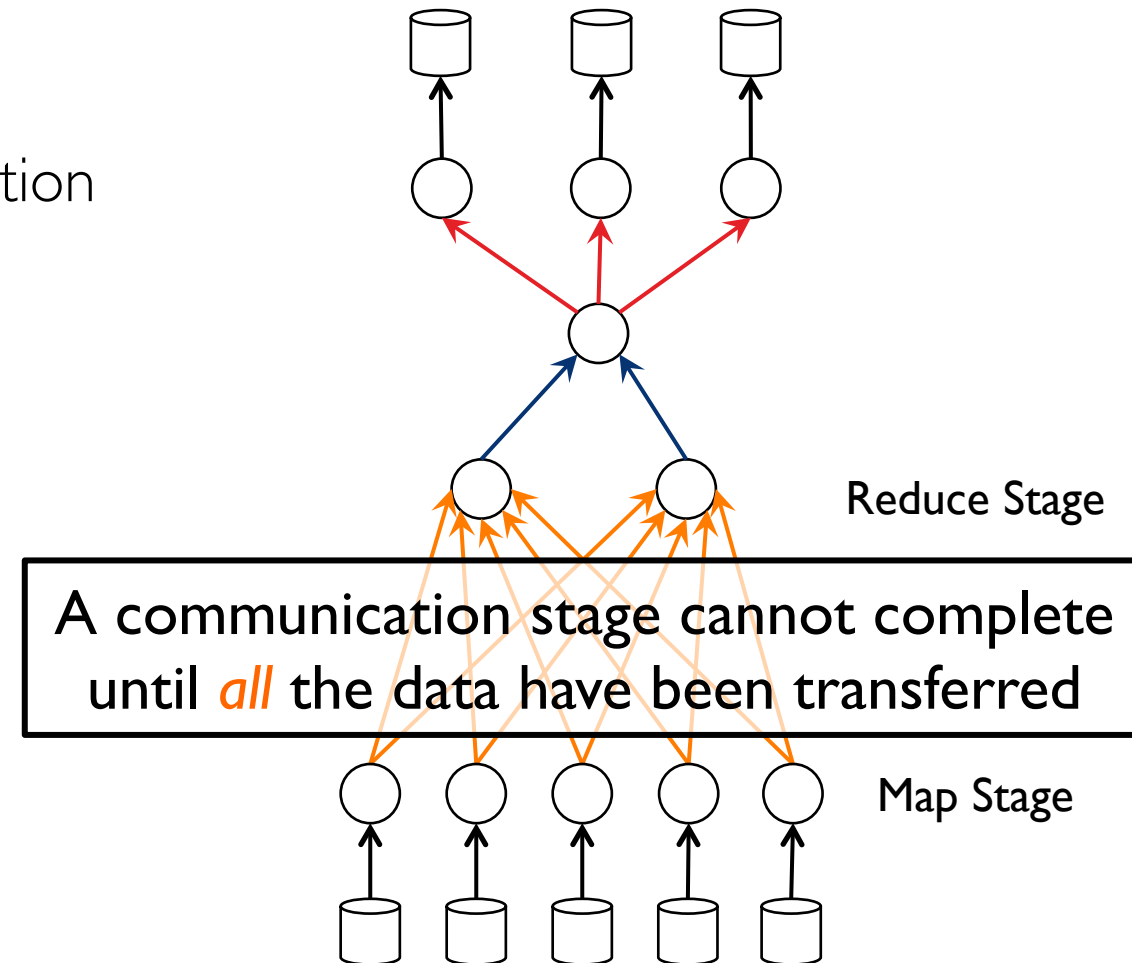 tion
Reduce Stage
A communication stage cannot complete
until all the data have been transferred
Map Stage